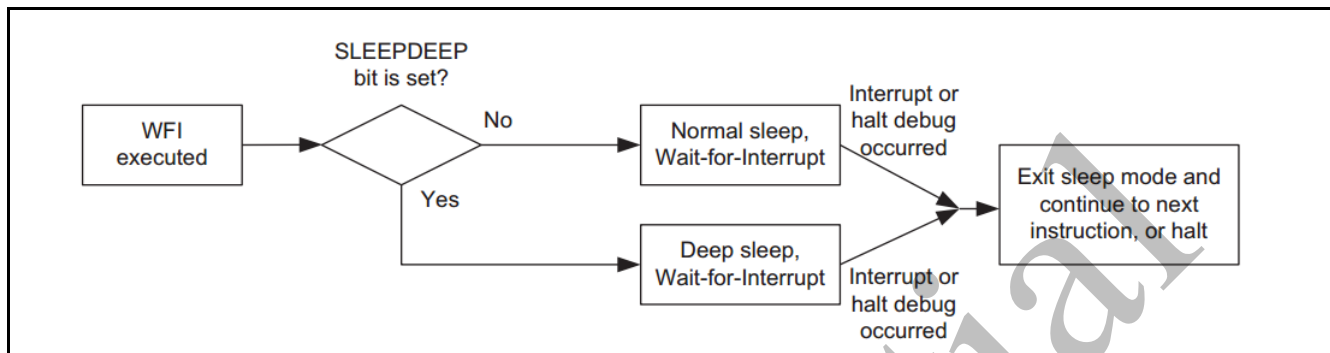 SLEEPDEEP
bit is set?
WFI
executed
No
Yes
Normal sleep,
Wait-for-Interrupt
Interrupt or
halt debug
occurred
Deep sleep,
Wait-for-Interrupt
Interrupt or
halt debug
occurred
Exit sleep mode and
continue to next
instruction, or halt